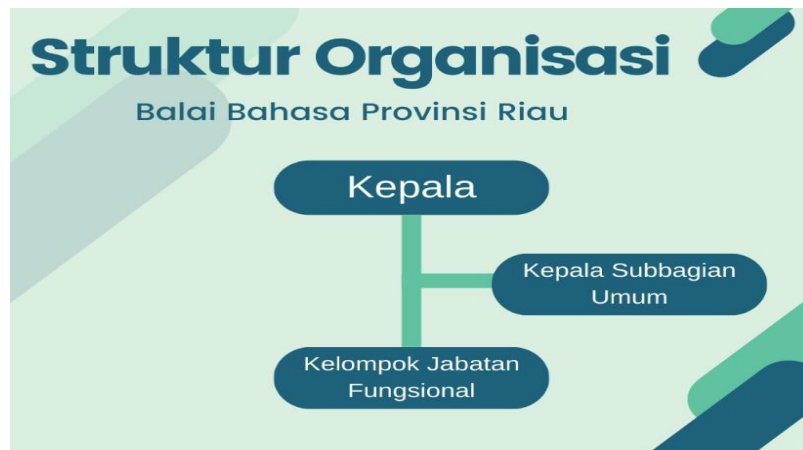 Struktur Organisasi
Balai Bahasa Provinsi Riau
Kepala
Kepala Subbagian
Umum
Kelompok Jabatan
Fungsional